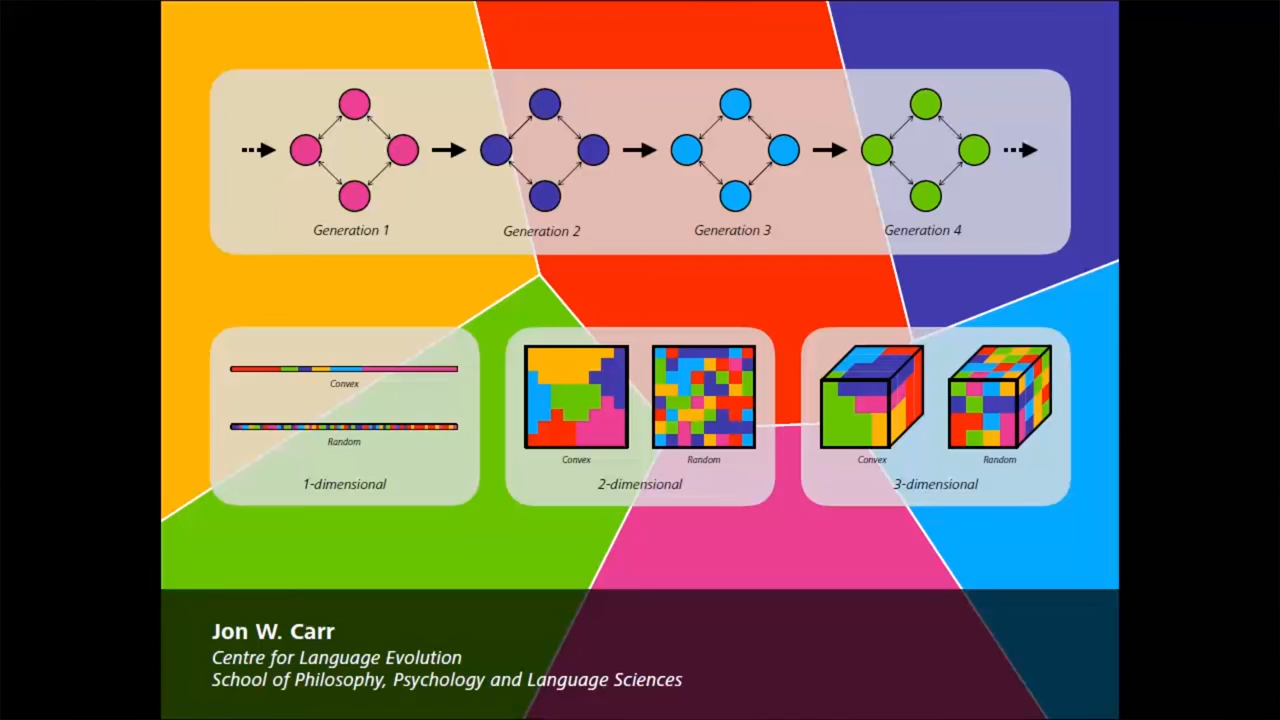 Generation 1
Generation 2
Generation 3
Generation 4
Convex
Random
1-dimensional
Convex
Random
2-dimensional
Convex
Random
3-dimensional
Jon W. Carr
Centre for Language Evolution
School of Philosophy, Psychology and Language Sciences